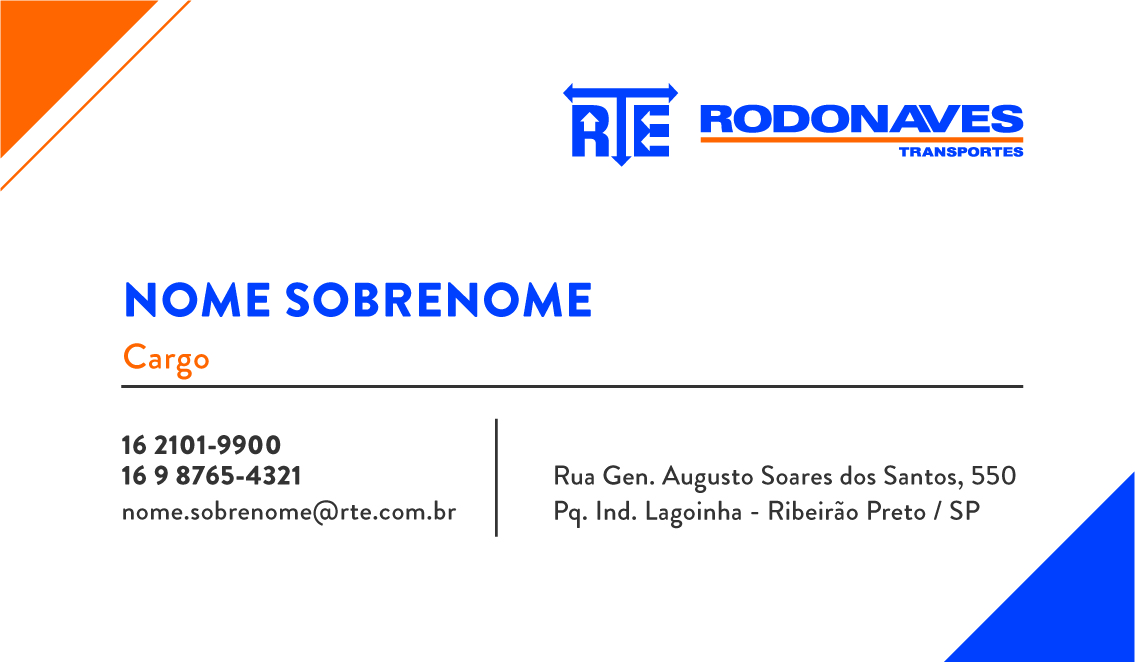 RTE RODONAVES
TRANSPORTES
NOME SOBRENOME
Cargo
16 2101-9900
16 9 8765-4321
nome.sobrenome@rte.com.br
Rua Gen. Augusto Soares dos Santos, 550
Pq. Ind. Lagoinha - Ribeirão Preto / SP